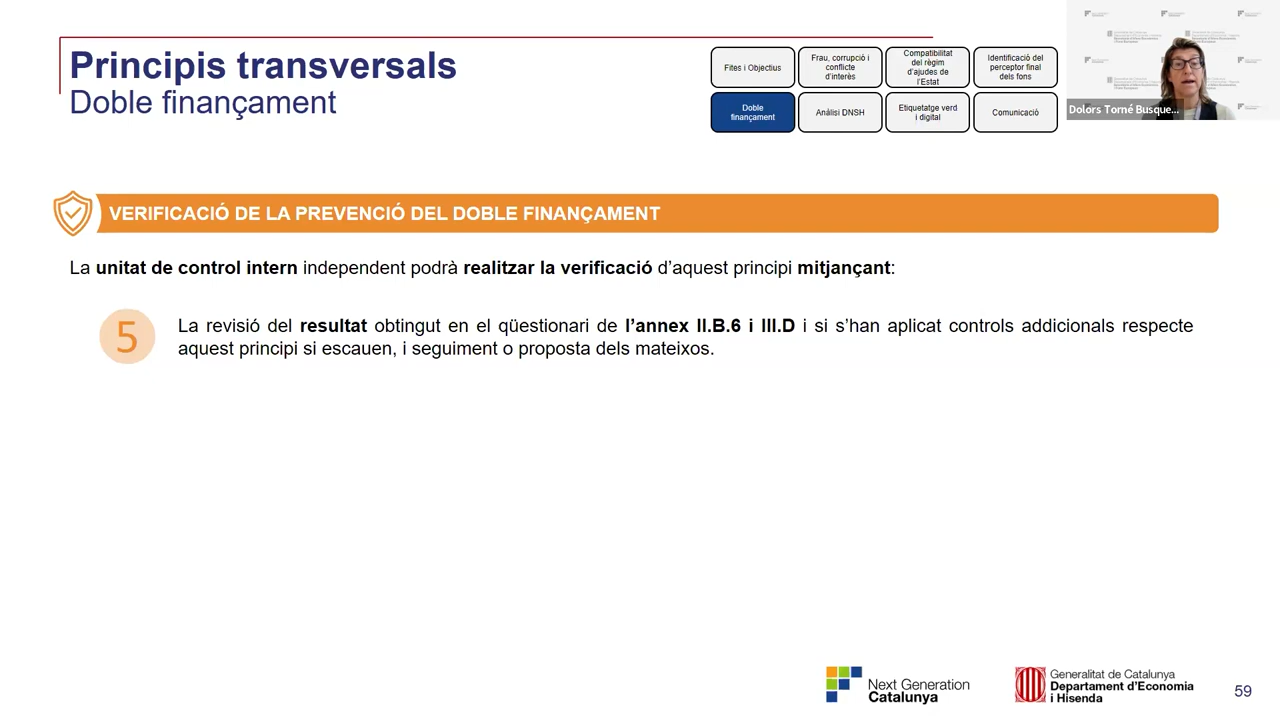 Principis transversals
Doble finançament
Fites i Objectius
Frau, corrupció i
conflicte
d'interès
Compatibilitat
del règim
d'ajudes de
l'Estat
Identificació del
perceptor final
dels fons
Doble
finançament
Anàlisi DNSH
Etiquetatge verd
i digital
Comunicació
Dolors Torné Busque...
VERIFICACIÓ DE LA PREVENCIÓ DEL DOBLE FINANÇAMENT
La unitat de control intern independent podrà realitzar la verificació d’aquest principi mitjançant:
5
La revisió del resultat obtingut en el qüestionari de l’annex II.B.6 i III.D i si s’han aplicat controls addicionals respecte
aquest principi si escauen, i seguiment o proposta dels mateixos.
Next Generation
Catalunya
Generalitat de Catalunya
Departament d'Economia
i Hisenda
59